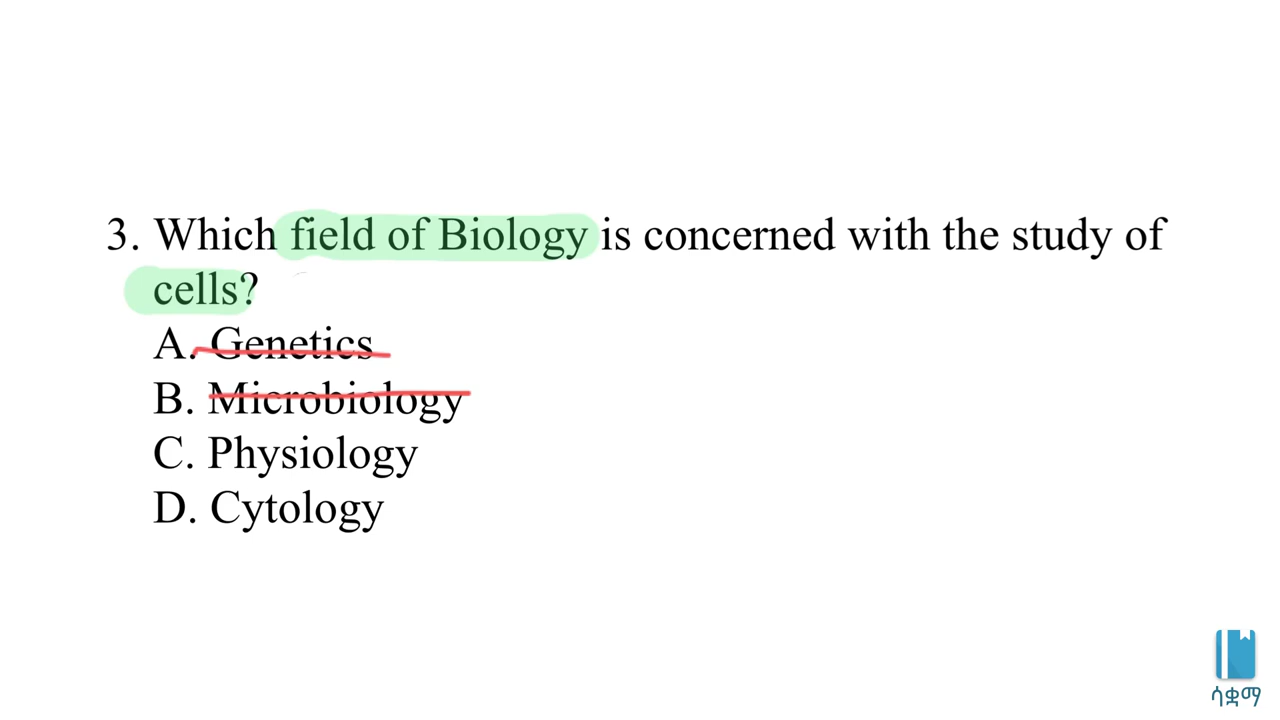 3. Which field of Biology is concerned with the study of
cells?
A. Genetics
B. Microbiology
C. Physiology
D. Cytology
ሳቋማ